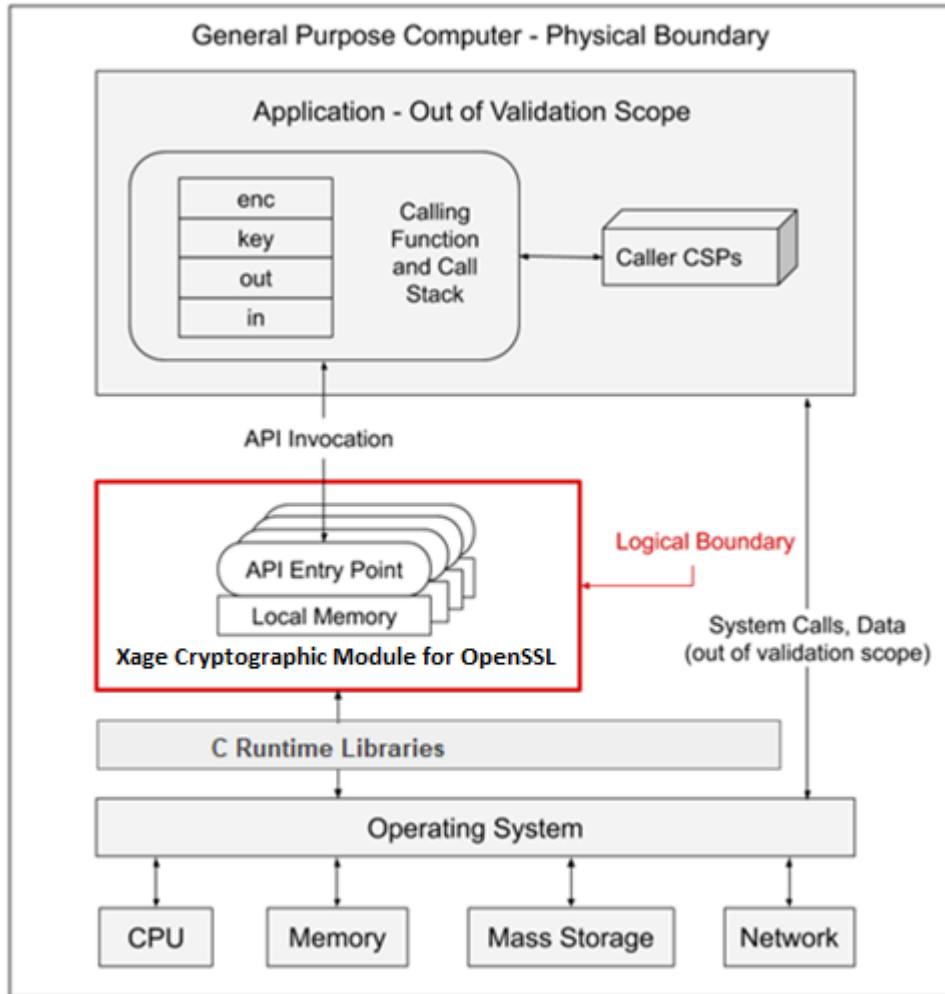 General Purpose Computer - Physical Boundary
Application - Out of Validation Scope
enc
key
out
in
Calling
Function
and Call
Stack
Caller CSPs
API Invocation
API Entry Point
Local Memory
Xage Cryptographic Module for OpenSSL
Logical Boundary
System Calls, Data
(out of validation scope)
C Runtime Libraries
Operating System
CPU
Memory
Mass Storage
Network